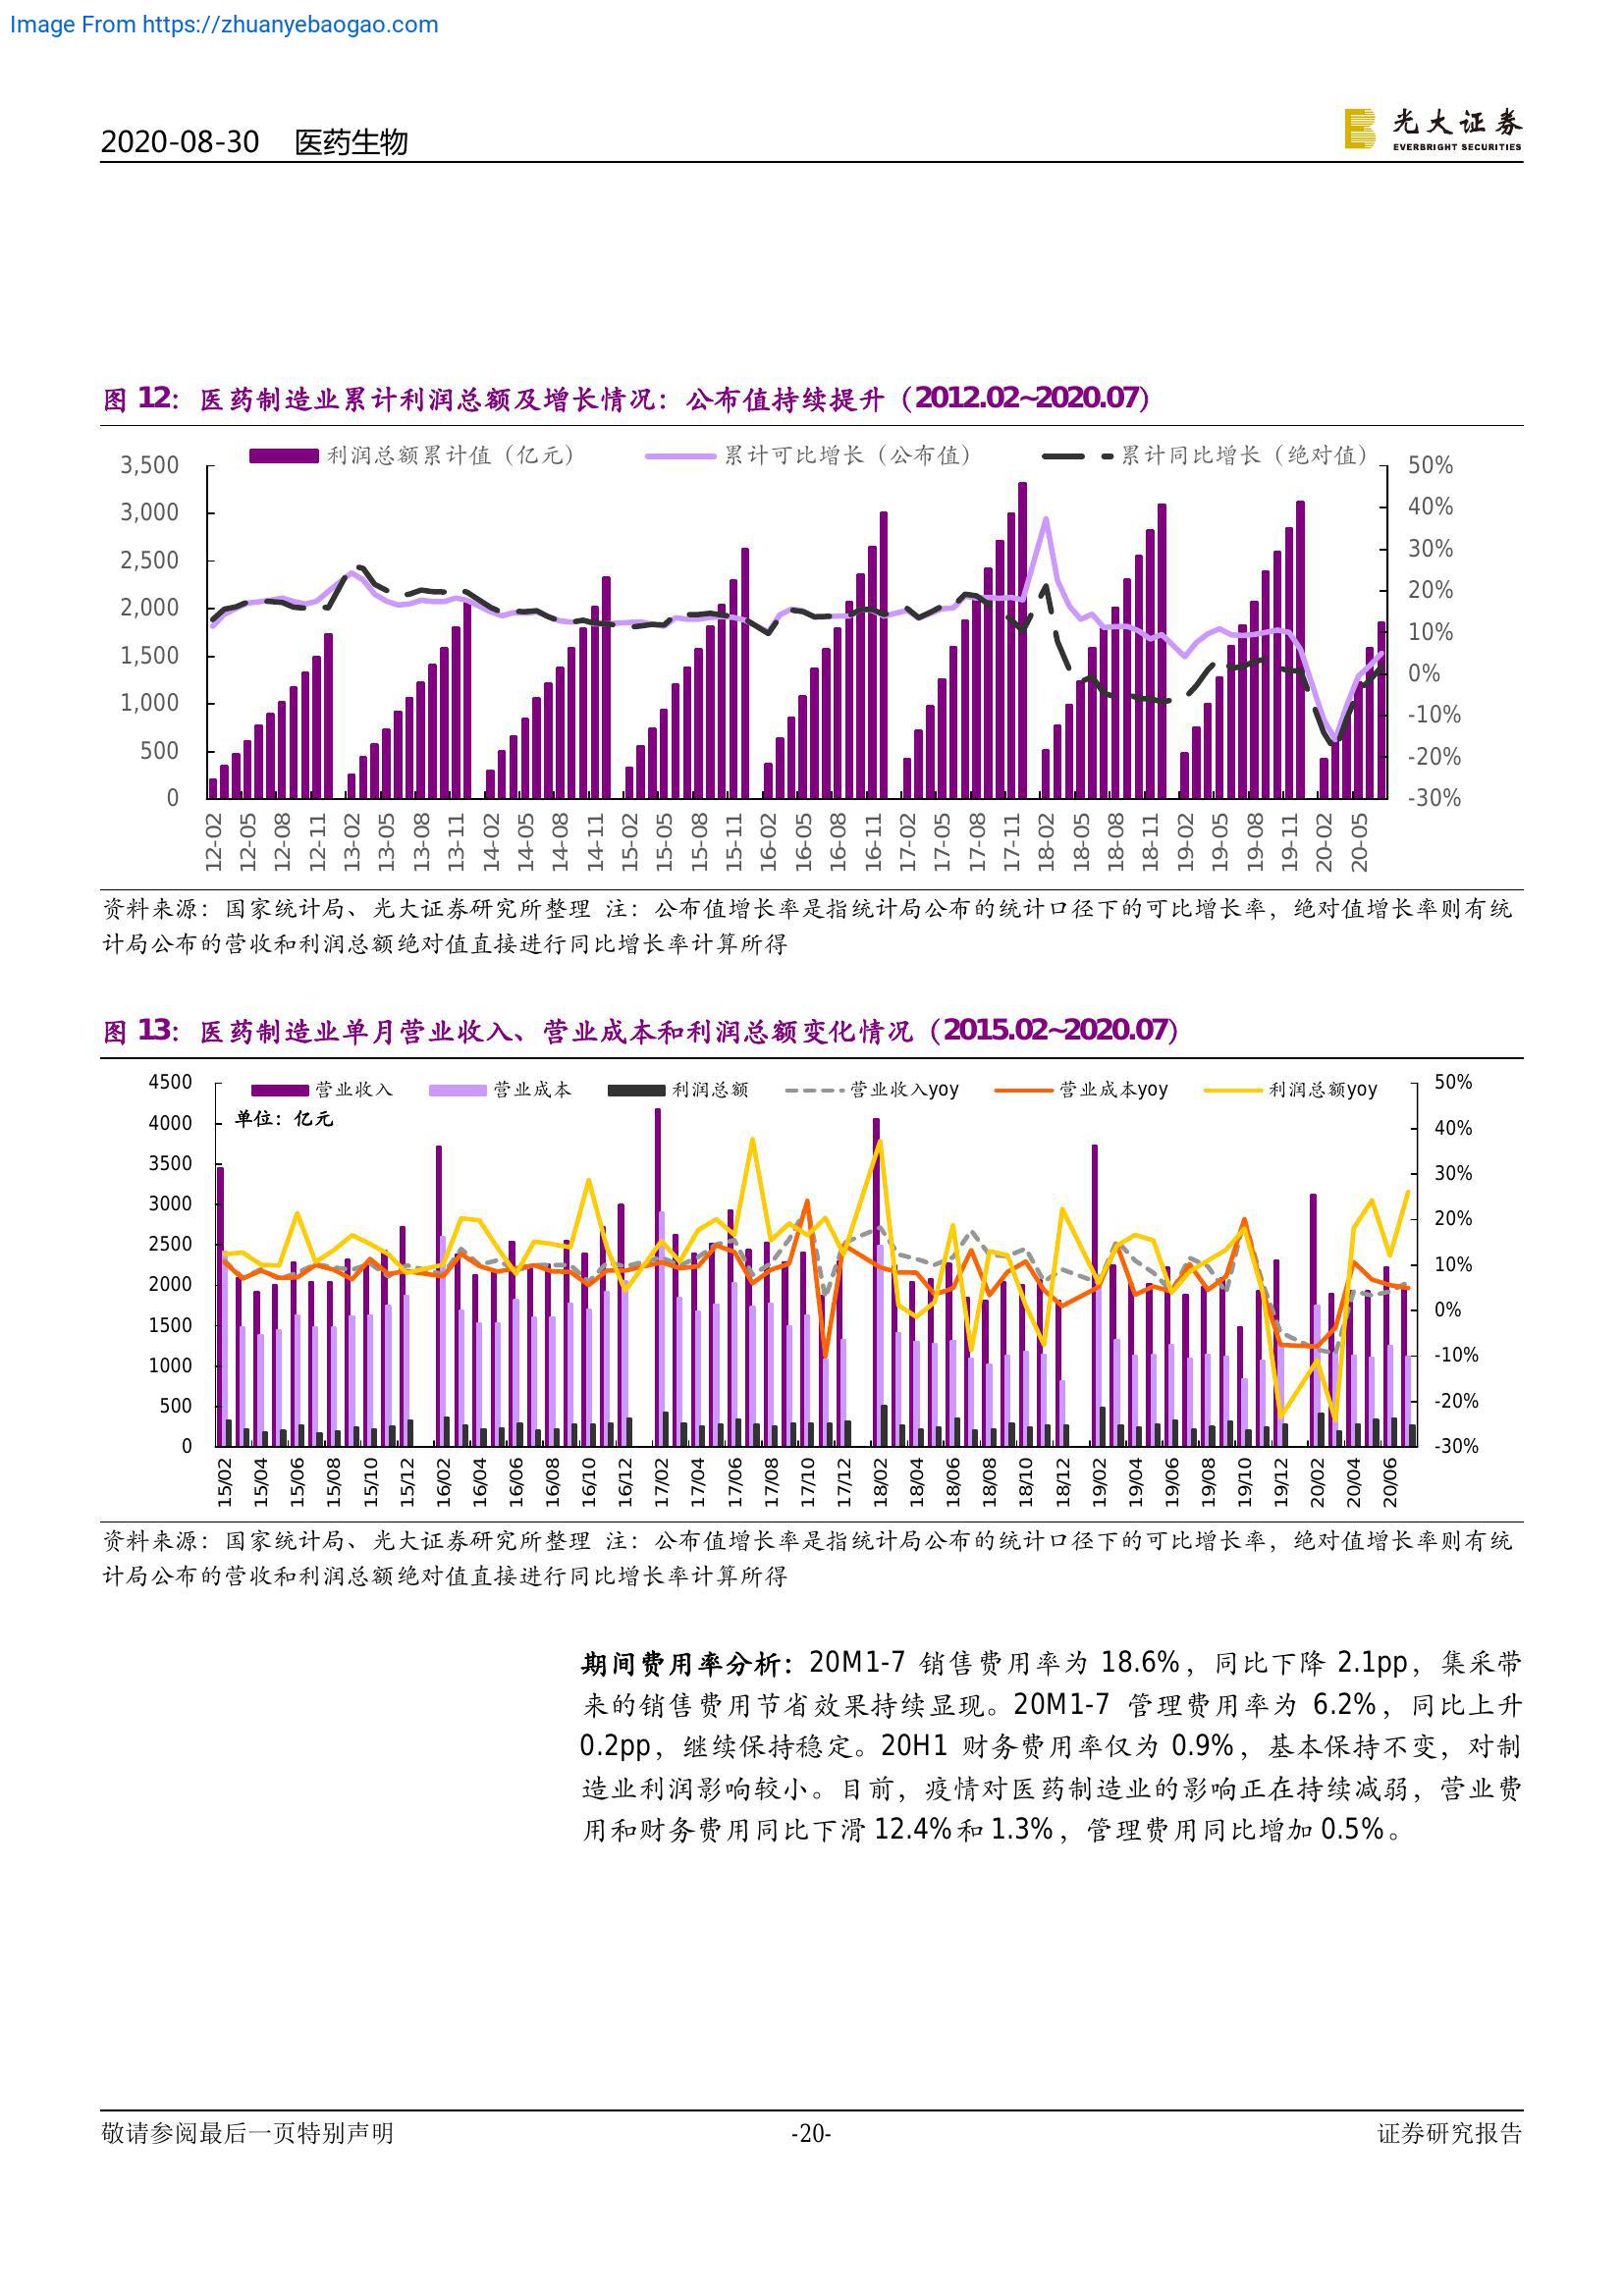 Image From https://zhuanyebaogao.com
2020-08-30 医药生物
光大证券
EVERBRIGHT SECURITIES
图 12：医药制造业累计利润总额及增长情况：公布值持续提升（2012.02~2020.07）
利润总额累计值（亿元） 累计可比增长（公布值） 累计同比增长（绝对值）
3,500 50%
3,000 40%
2,500 30%
2,000 20%
1,500 10%
1,000 0%
500 -10%
0 -20%
-30%
12-02 12-05 12-08 12-11 13-02 13-05 13-08 13-11 14-02 14-05 14-08 14-11 15-02 15-05 15-08 15-11 16-02 16-05 16-08 16-11 17-02 17-05 17-08 17-11 18-02 18-05 18-08 18-11 19-02 19-05 19-08 19-11 20-02 20-05
资料来源：国家统计局、光大证券研究所整理 注：公布值增长率是指统计局公布的统计口径下的可比增长率，绝对值增长率则有统
计局公布的营收和利润总额绝对值直接进行同比增长率计算所得
图 13：医药制造业单月营业收入、营业成本和利润总额变化情况（2015.02~2020.07）
营业收入 营业成本 利润总额 营业收入yoy 营业成本yoy 利润总额yoy
单位：亿元
4500 50%
4000 40%
3500 30%
3000 20%
2500 10%
2000 0%
1500 -10%
1000 -20%
500 -30%
0
15/02 15/04 15/06 15/08 15/10 15/12 16/02 16/04 16/06 16/08 16/10 16/12 17/02 17/04 17/06 17/08 17/10 17/12 18/02 18/04 18/06 18/08 18/10 18/12 19/02 19/04 19/06 19/08 19/10 19/12 20/02 20/04 20/06
资料来源：国家统计局、光大证券研究所整理 注：公布值增长率是指统计局公布的统计口径下的可比增长率，绝对值增长率则有统
计局公布的营收和利润总额绝对值直接进行同比增长率计算所得
期间费用率分析：20M1-7 销售费用率为 18.6%，同比下降 2.1pp，集采带
来的销售费用节省效果持续显现。20M1-7 管理费用率为 6.2%，同比上升
0.2pp，继续保持稳定。20H1 财务费用率仅为 0.9%，基本保持不变，对制
造业利润影响较小。目前，疫情对医药制造业的影响正在持续减弱，营业费
用和财务费用同比下滑 12.4%和 1.3%，管理费用同比增加 0.5%。
敬请参阅最后一页特别声明 -20- 证券研究报告